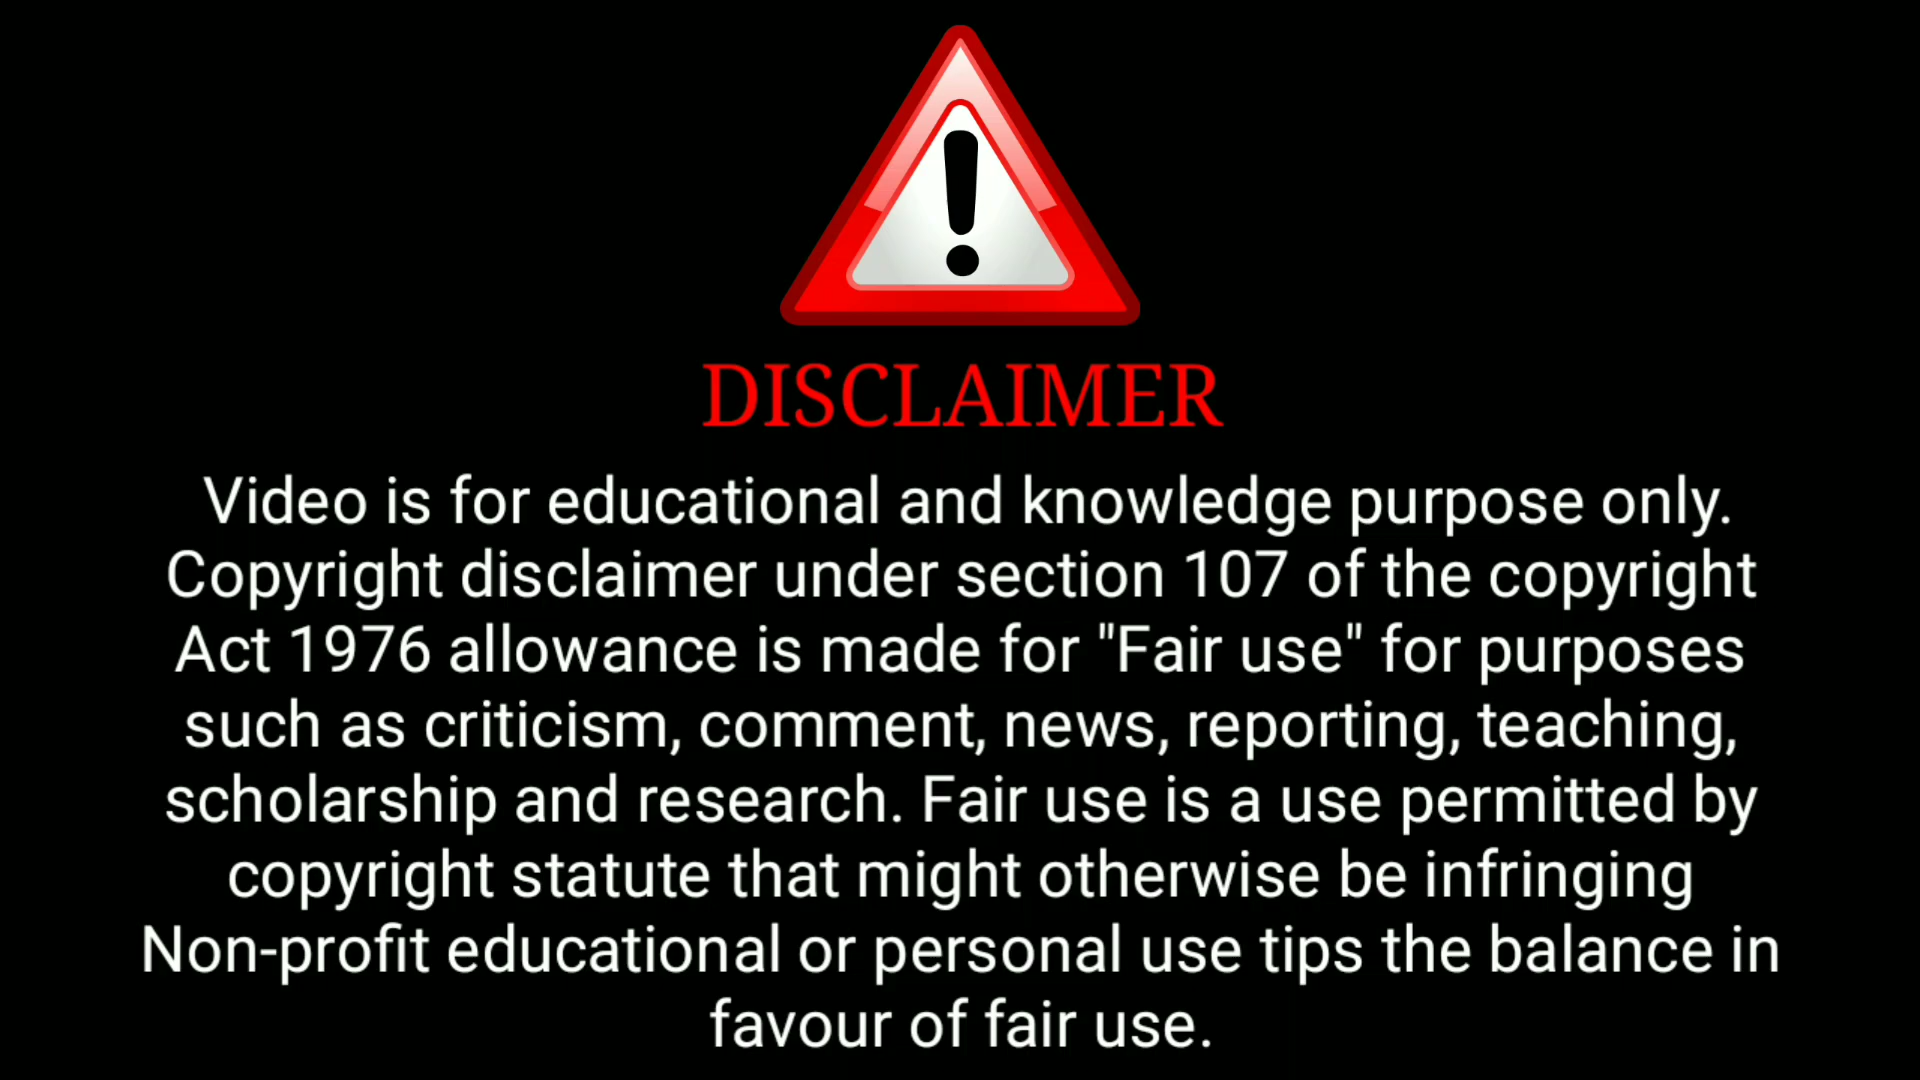 DISCLAIMER
Video is for educational and knowledge purpose only.
Copyright disclaimer under section 107 of the copyright
Act 1976 allowance is made for "Fair use" for purposes
such as criticism, comment, news, reporting, teaching,
scholarship and research. Fair use is a use permitted by
copyright statute that might otherwise be infringing
Non-profit educational or personal use tips the balance in
favour of fair use.